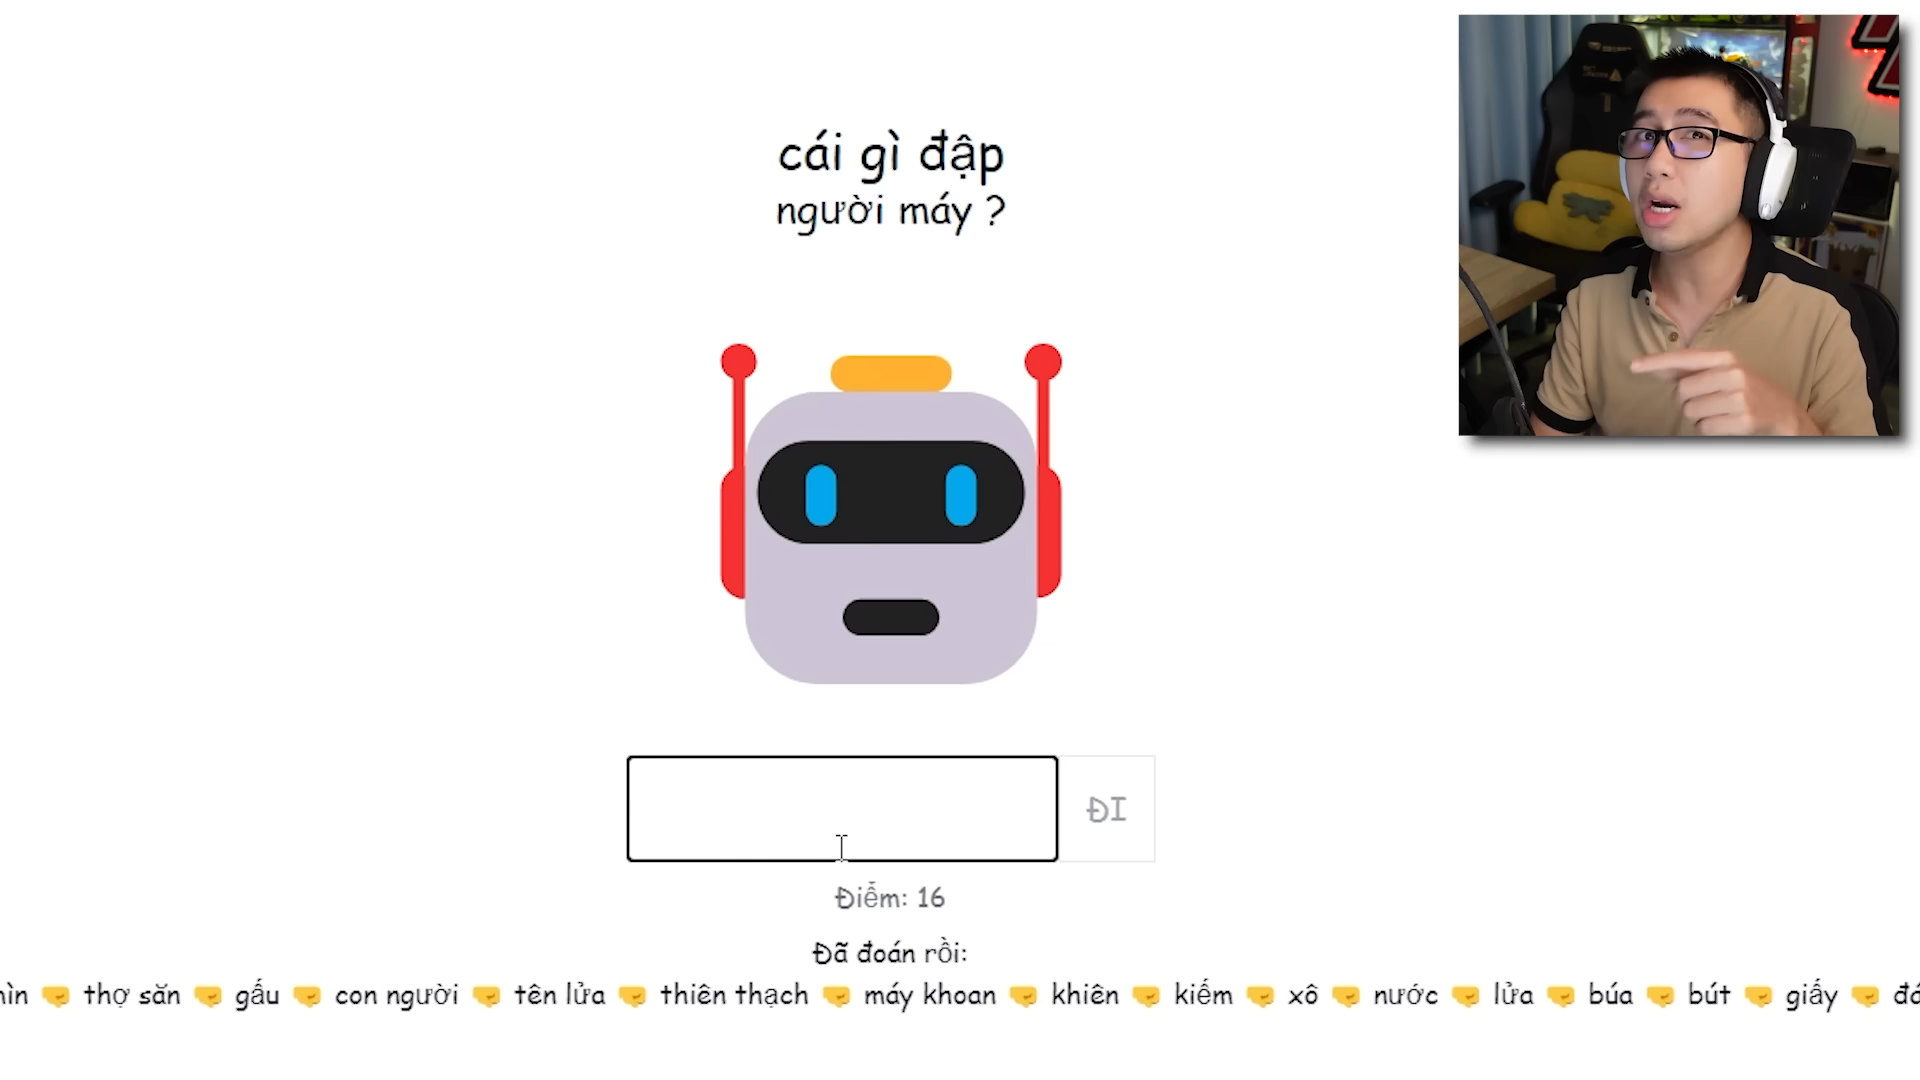 cái gì đập
người máy ?
ĐI
Điểm: 16
Đã đoán rồi:
thợ săn 🤜 gấu 🤜 con người 🤜 tên lửa 🤜 thiên thạch 🤜 máy khoan 🤜 khiên 🤜 kiếm 🤜 xô 🤜 nước 🤜 lửa 🤜 búa 🤜 bút 🤜 giấy 🤜